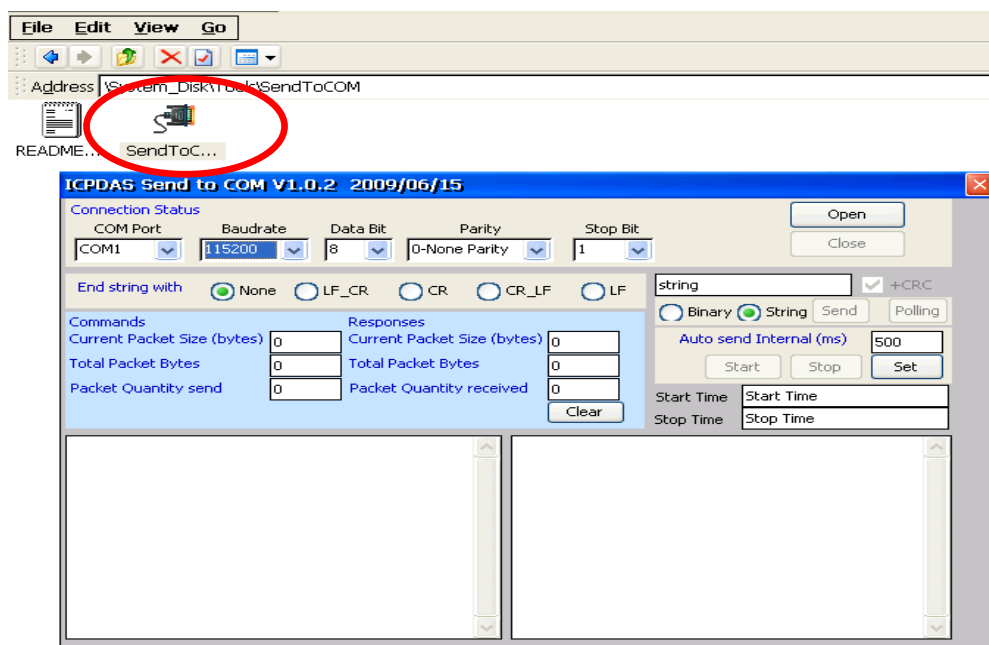 File Edit View Go
Address \System_Disk\Tools\SendToCOM
README... SendToC...
ICPDAS Send to COM V1.0.2 2009/06/15
Connection Status
COM Port Baudrate Data Bit Parity Stop Bit
COM1 115200 8 0-None Parity 1
Open
Close
End string with None LF_CR CR CR_LF LF
string +CRC
Binary String Send Polling
Commands Responses
Current Packet Size (bytes) 0 Current Packet Size (bytes) 0
Total Packet Bytes 0 Total Packet Bytes 0
Packet Quantity send 0 Packet Quantity received 0
Clear
Auto send Internal (ms) 500
Start Stop Set
Start Time Start Time
Stop Time Stop Time